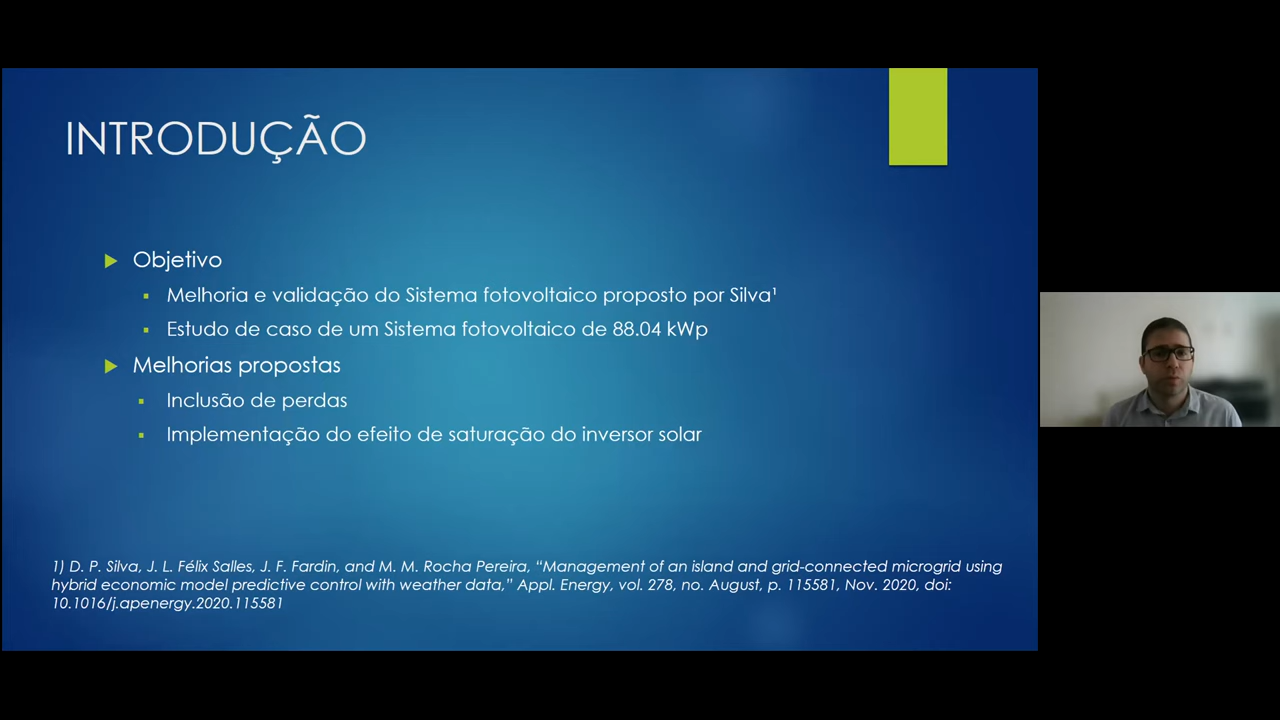 INTRODUÇÃO
Objetivo
Melhoria e validação do Sistema fotovoltaico proposto por Silva¹
Estudo de caso de um Sistema fotovoltaico de 88.04 kWp
Melhorias propostas
Inclusão de perdas
Implementação do efeito de saturação do inversor solar
1) D. P. Silva, J. L. Félix Salles, J. F. Fardin, and M. M. Rocha Pereira, “Management of an island and grid-connected microgrid using
hybrid economic model predictive control with weather data,” Appl. Energy, vol. 278, no. August, p. 115581, Nov. 2020, doi:
10.1016/j.apenergy.2020.115581